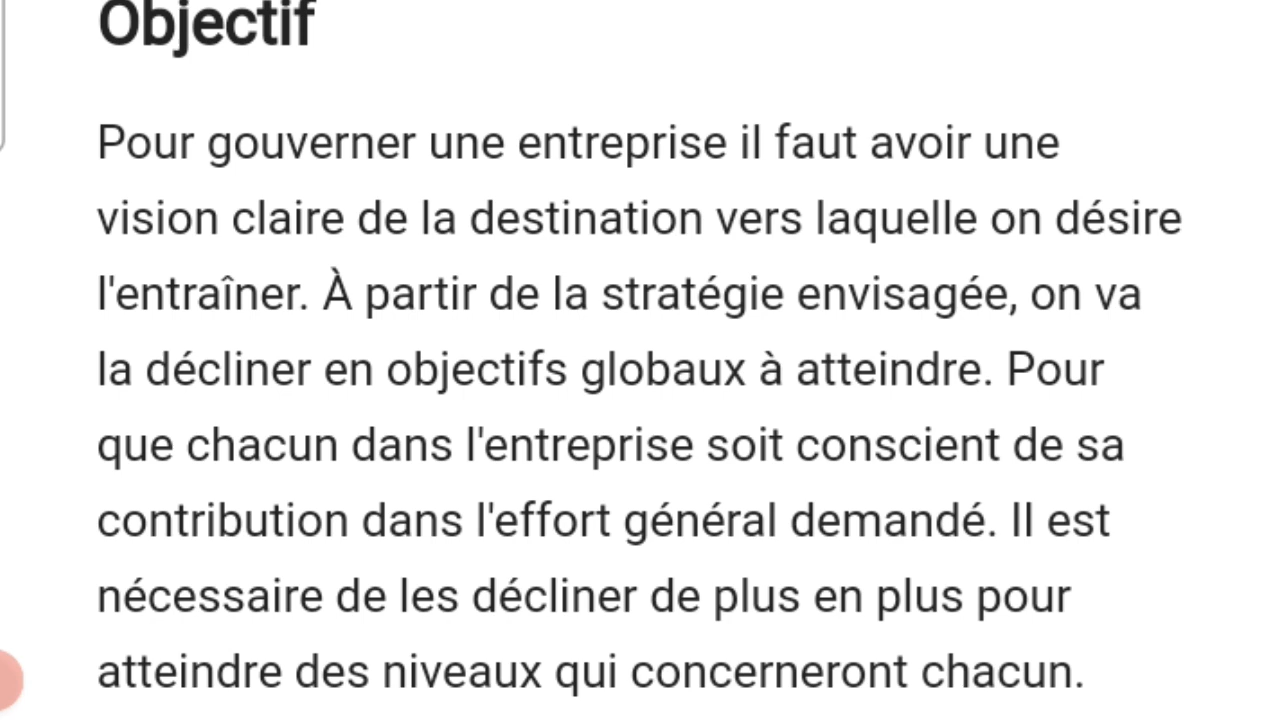 Objectif
Pour gouverner une entreprise il faut avoir une
vision claire de la destination vers laquelle on désire
l'entraîner. À partir de la stratégie envisagée, on va
la décliner en objectifs globaux à atteindre. Pour
que chacun dans l'entreprise soit conscient de sa
contribution dans l'effort général demandé. Il est
nécessaire de les décliner de plus en plus pour
atteindre des niveaux qui concerneront chacun.